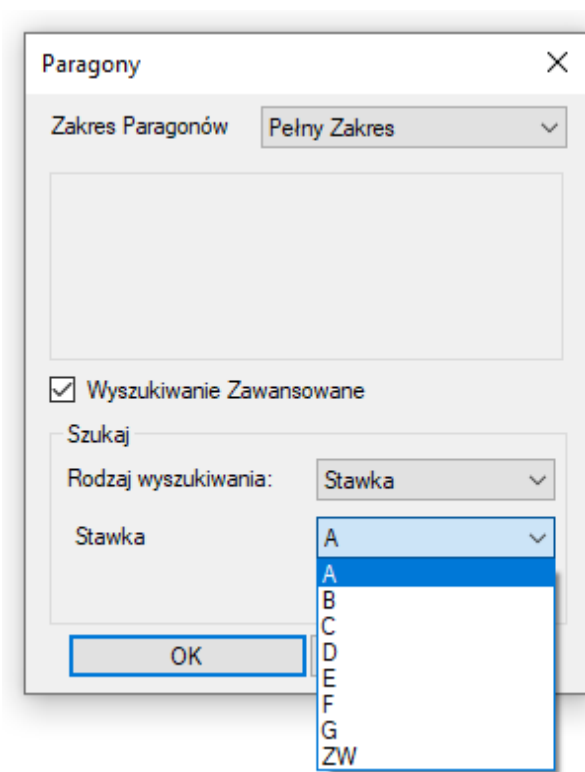 Paragony
Zakres Paragonów Pełny Zakres
Wyszukiwanie Zawansowane
Szukaj
Rodzaj wyszukiwania: Stawka
Stawka A
A
B
C
D
E
F
G
ZW
OK